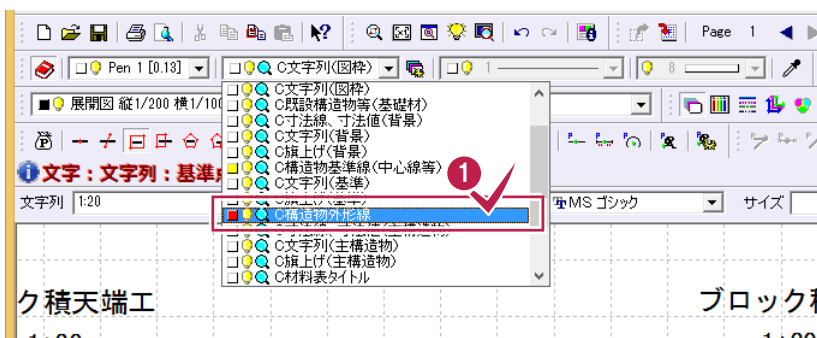 Page 1
Pen 1 [0.13] C文字列(図枠) 1 8
展開図 縦1/200 横1/100
C文字列(図枠)
C既設構造物等(基礎材)
C寸法線、寸法値(背景)
C文字列(背景)
C旗上げ(背景)
C構造物基準線(中心線等)
C文字列(基準)
1
文字:文字列:基準点
文字列 1:20 MS ゴシック サイズ
C構造物外形線
C文字列(主構造物)
C旗上げ(主構造物)
C材料表タイトル
ク積天端工 ブロック積